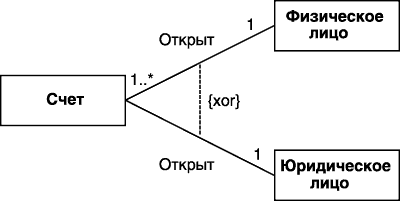 Физическое
лицо
1
Открыт
1..*
Счет
{xor}
Открыт
1
Юридическое
лицо